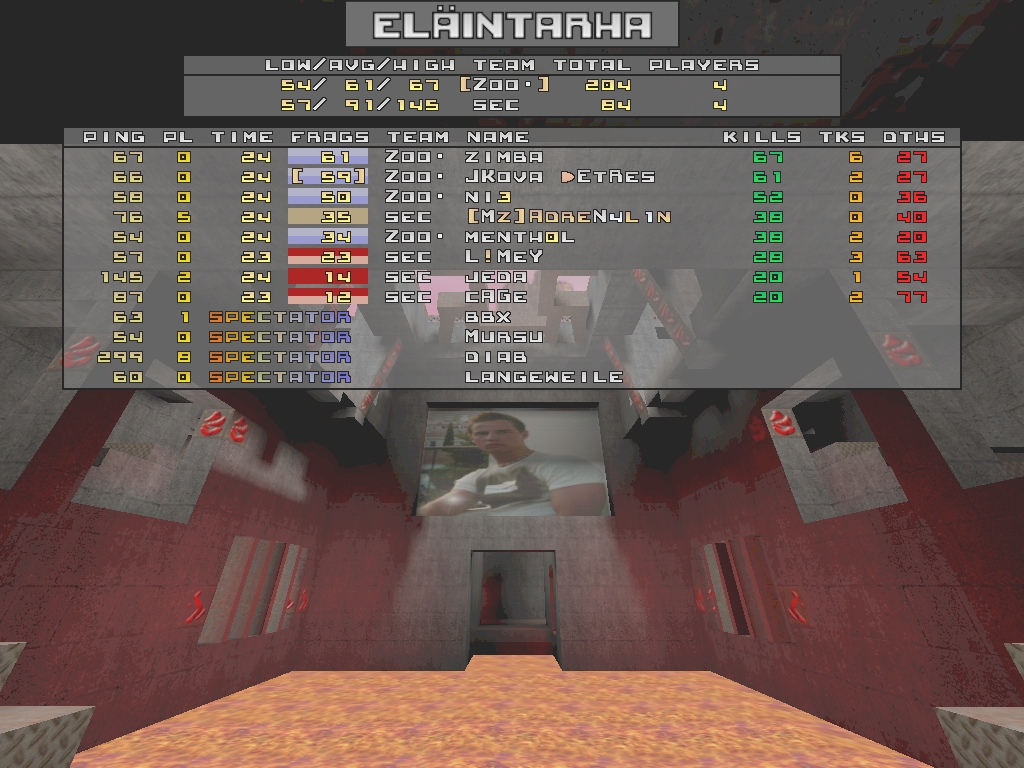 ELÄINTARHA
LOW/AVG/HIGH TEAM TOTAL PLAYERS
54/ 61/ 67 [ZOO·] 204 4
57/ 91/145 SEC 84 4
PING PL TIME FRAGS TEAM NAME KILLS TKS DTHS
67 0 24 61 ZOO· ZIMBA 67 6 27
66 0 24 [ 59] ZOO· JKOVA DETRES 61 2 27
58 0 24 50 ZOO· NI3 52 0 36
76 5 24 35 SEC [MZ]ADREN4L1N 38 0 40
54 0 24 34 ZOO· MENTHOL 38 2 20
57 0 23 23 SEC L!MEY 28 3 63
145 2 24 14 SEC JEDA 20 1 54
87 0 23 12 SEC CAGE 20 2 77
63 1 SPECTATOR BBX
54 0 SPECTATOR MURSU
299 8 SPECTATOR DIAB
60 0 SPECTATOR LANGEWEILE